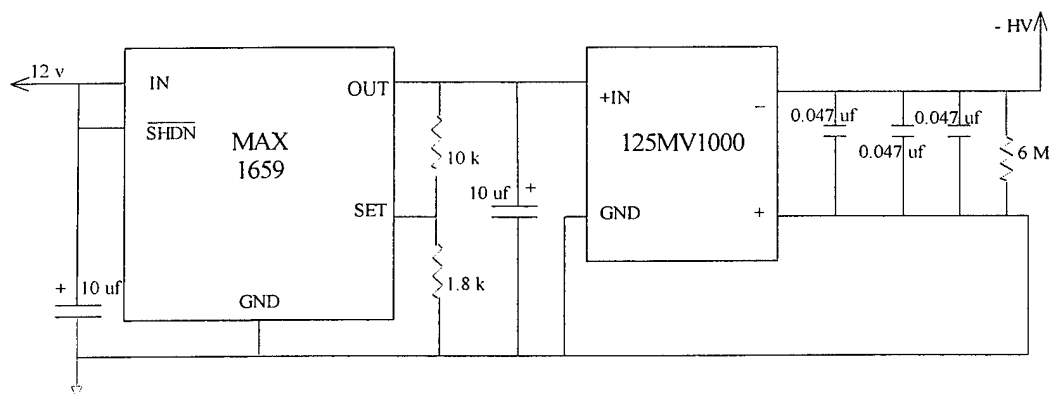 - HV
12 v
IN
OUT
+IN
−
SHDN
MAX
1659
10 k
125MV1000
0.047 uf
0.047 uf
0.047 uf
6 M
SET
10 uf
+
GND
+
+
10 uf
1.8 k
GND